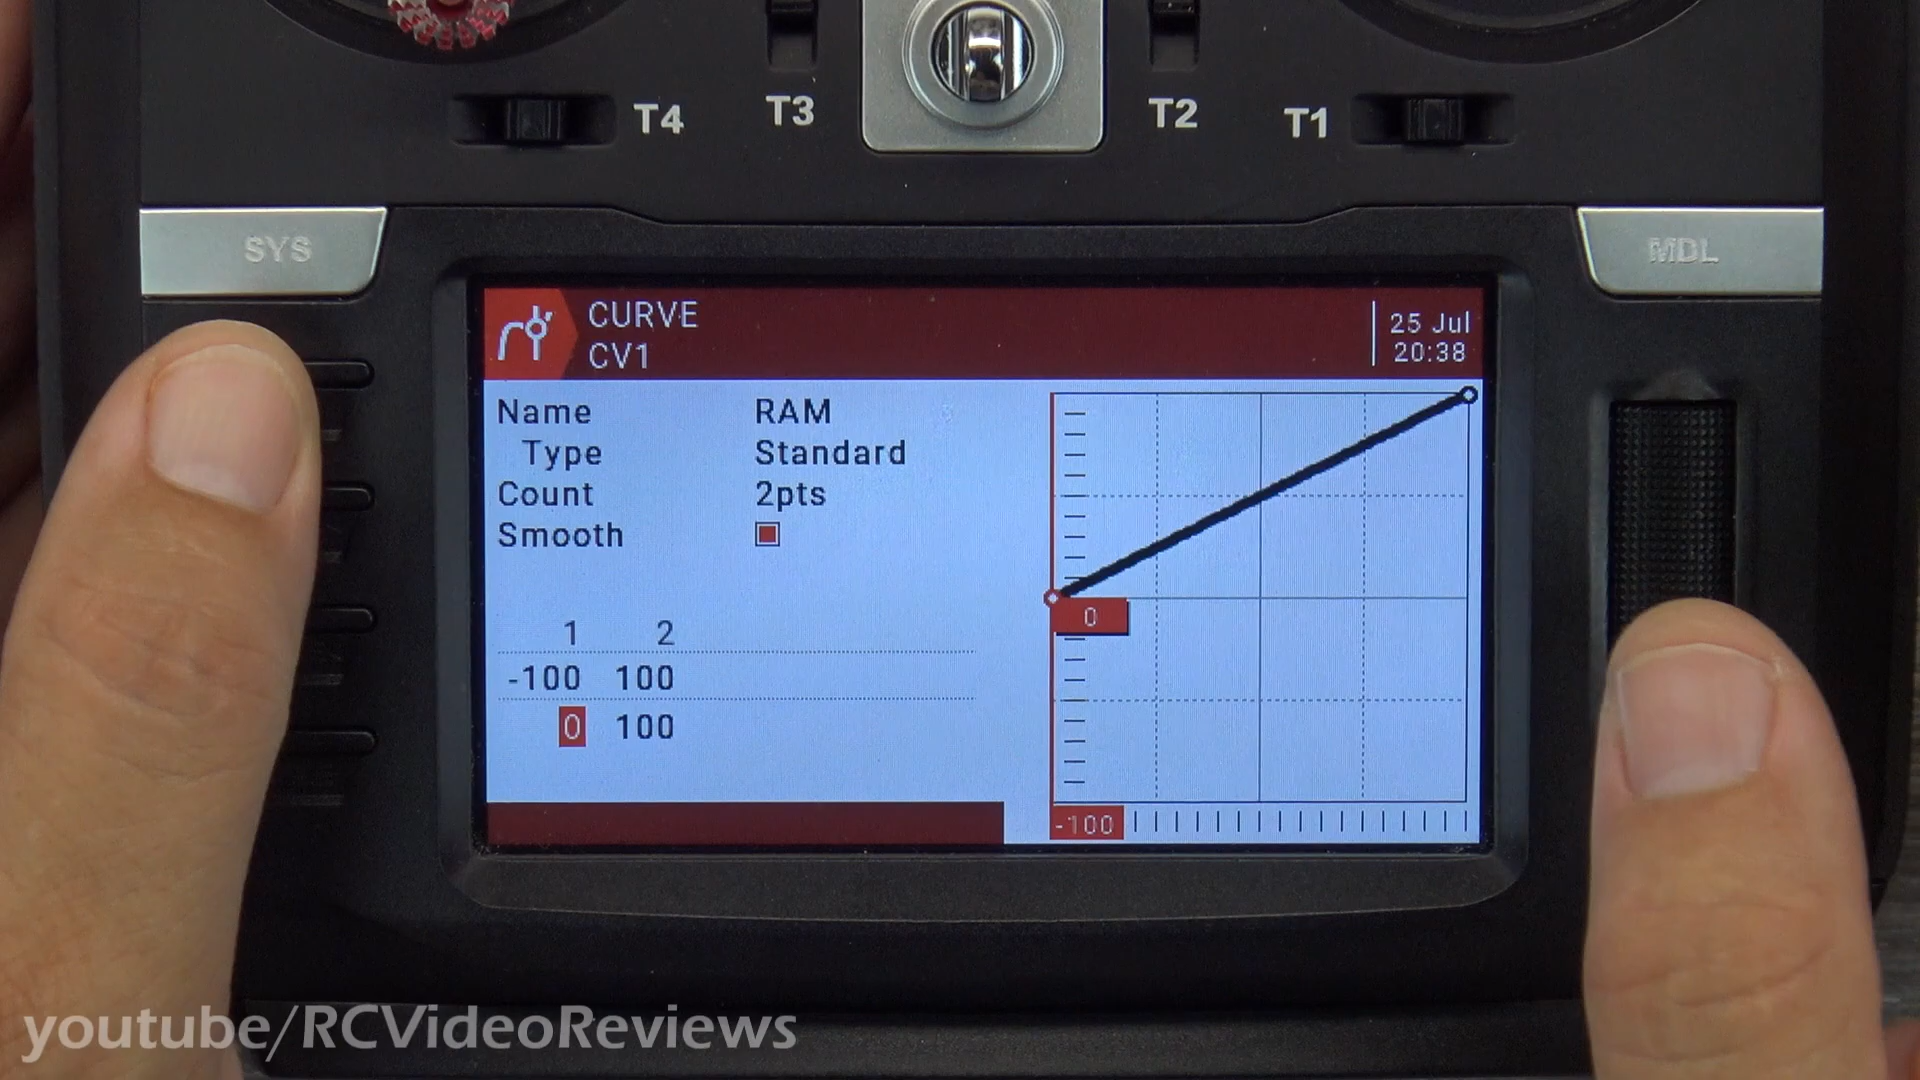 T4
T3
T2
T1
SYS
MDL
CURVE
CV1
25 Jul
20:38
Name RAM
Type Standard
Count 2pts
Smooth
1 2
-100 100
0 100
0
-100
youtube/RCVideoReviews